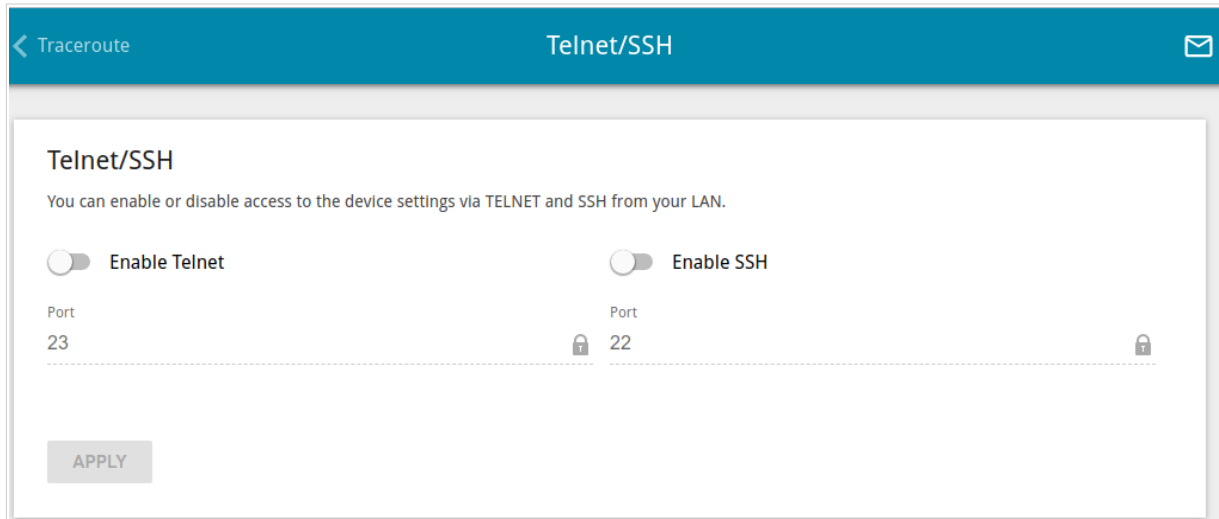 Traceroute
Telnet/SSH
Telnet/SSH
You can enable or disable access to the device settings via TELNET and SSH from your LAN.
Enable Telnet
Enable SSH
Port
Port
23
22
APPLY